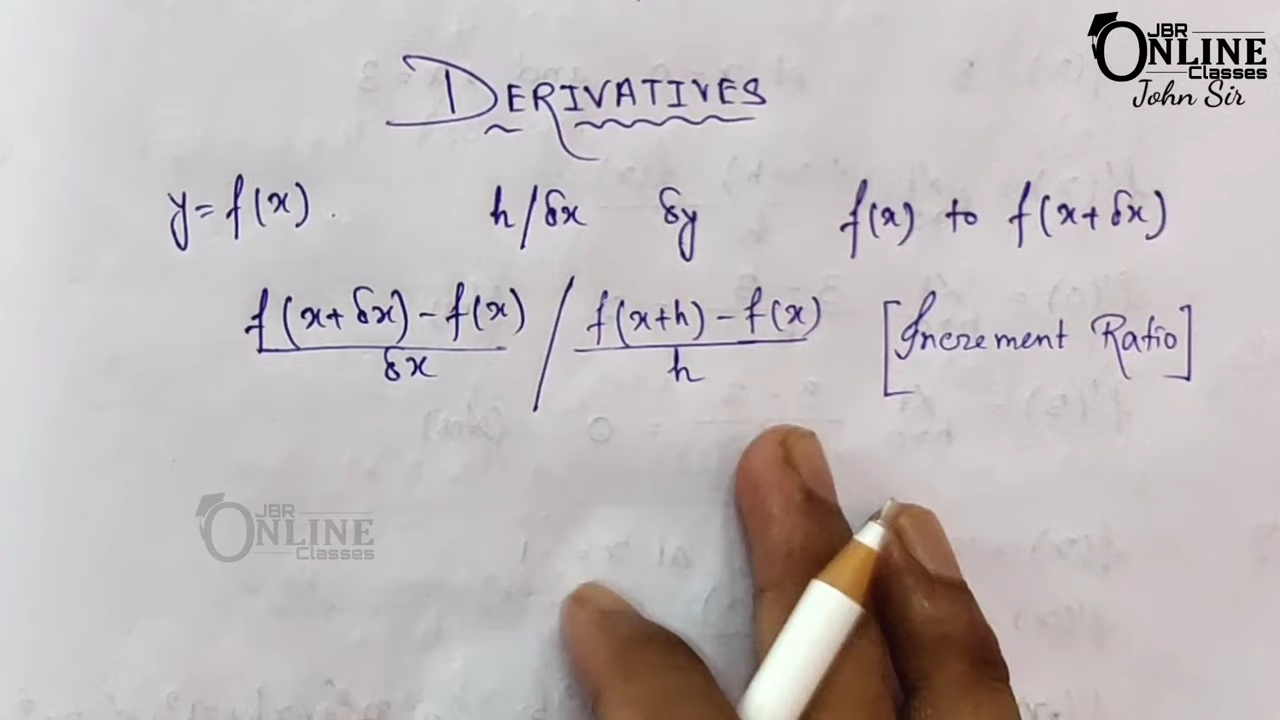 JBR
ONLINE
Classes
John Sir
DERIVATIVES
y = f(x). h/δx δy f(x) to f(x+δx)
f(x+δx) - f(x) / δx / f(x+h) - f(x) / h [Increment Ratio]
JBR
ONLINE
Classes